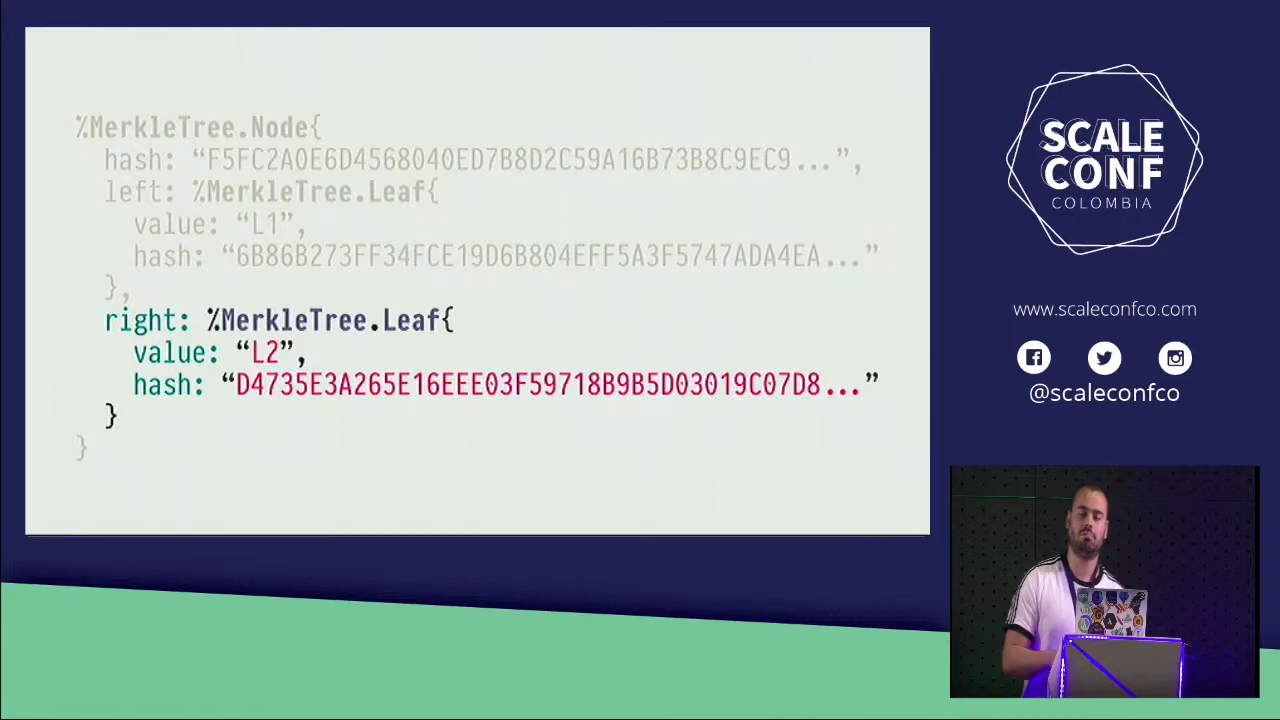 %MerkleTree.Node{
hash: “F5FC2A0E6D4568040ED7B8D2C59A16B73B8C9EC9...”,
left: %MerkleTree.Leaf{
value: “L1”,
hash: “6B86B273FF34FCE19D6B804EFF5A3F5747ADA4EA...”
},
right: %MerkleTree.Leaf{
value: “L2”,
hash: “D4735E3A265E16EEE03F59718B9B5D03019C07D8...”
}
}
SCALE
CONF
COLOMBIA
www.scaleconfco.com
@scaleconfco